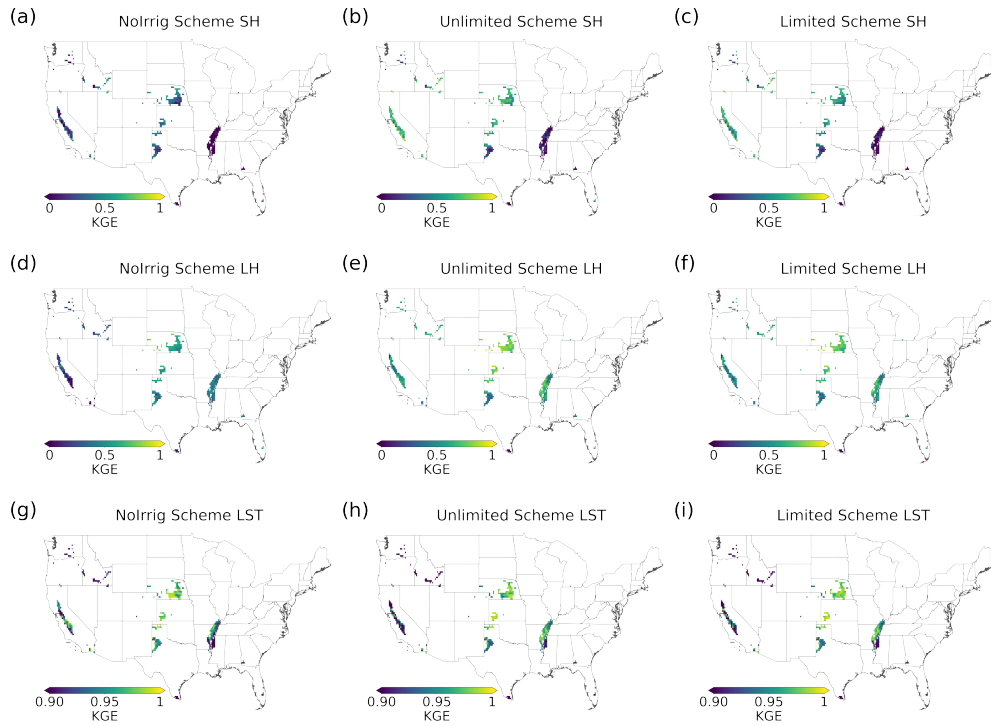 (a) NoIrrig Scheme SH
(b) Unlimited Scheme SH
(c) Limited Scheme SH
0 0.5 1
KGE
0 0.5 1
KGE
0 0.5 1
KGE
(d) NoIrrig Scheme LH
(e) Unlimited Scheme LH
(f) Limited Scheme LH
0 0.5 1
KGE
0 0.5 1
KGE
0 0.5 1
KGE
(g) NoIrrig Scheme LST
(h) Unlimited Scheme LST
(i) Limited Scheme LST
0.90 0.95 1
KGE
0.90 0.95 1
KGE
0.90 0.95 1
KGE